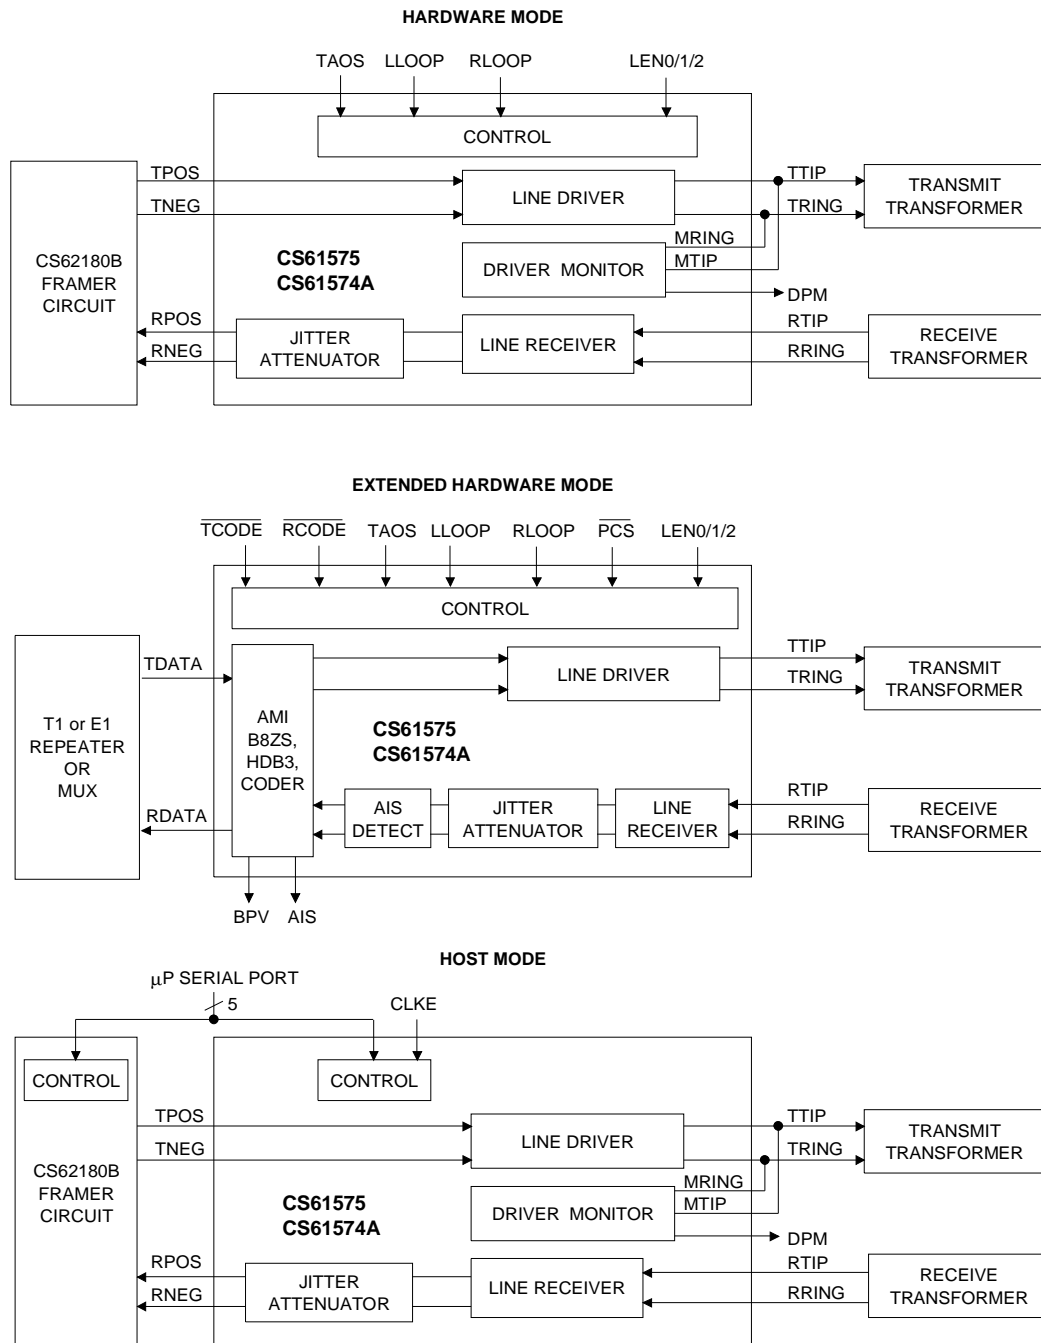 HARDWARE MODE
TAOS LLOOP RLOOP LEN0/1/2
CONTROL
TPOS
TNEG
LINE DRIVER
TTIP
TRING
TRANSMIT
TRANSFORMER
CS62180B
FRAMER
CIRCUIT
CS61575
CS61574A
DRIVER MONITOR
MRING
MTIP
DPM
RPOS
RNEG
JITTER
ATTENUATOR
LINE RECEIVER
RTIP
RRING
RECEIVE
TRANSFORMER
EXTENDED HARDWARE MODE
TCODE RCODE TAOS LLOOP RLOOP PCS LEN0/1/2
CONTROL
T1 or E1
REPEATER
OR
MUX
TDATA
RDATA
AMI
B8ZS,
HDB3,
CODER
LINE DRIVER
TTIP
TRING
TRANSMIT
TRANSFORMER
CS61575
CS61574A
AIS
DETECT
JITTER
ATTENUATOR
LINE
RECEIVER
RTIP
RRING
RECEIVE
TRANSFORMER
BPV AIS
HOST MODE
μP SERIAL PORT
5
CLKE
CONTROL
CONTROL
TPOS
TNEG
LINE DRIVER
TTIP
TRING
TRANSMIT
TRANSFORMER
CS62180B
FRAMER
CIRCUIT
CS61575
CS61574A
DRIVER MONITOR
MRING
MTIP
DPM
RPOS
RNEG
JITTER
ATTENUATOR
LINE RECEIVER
RTIP
RRING
RECEIVE
TRANSFORMER